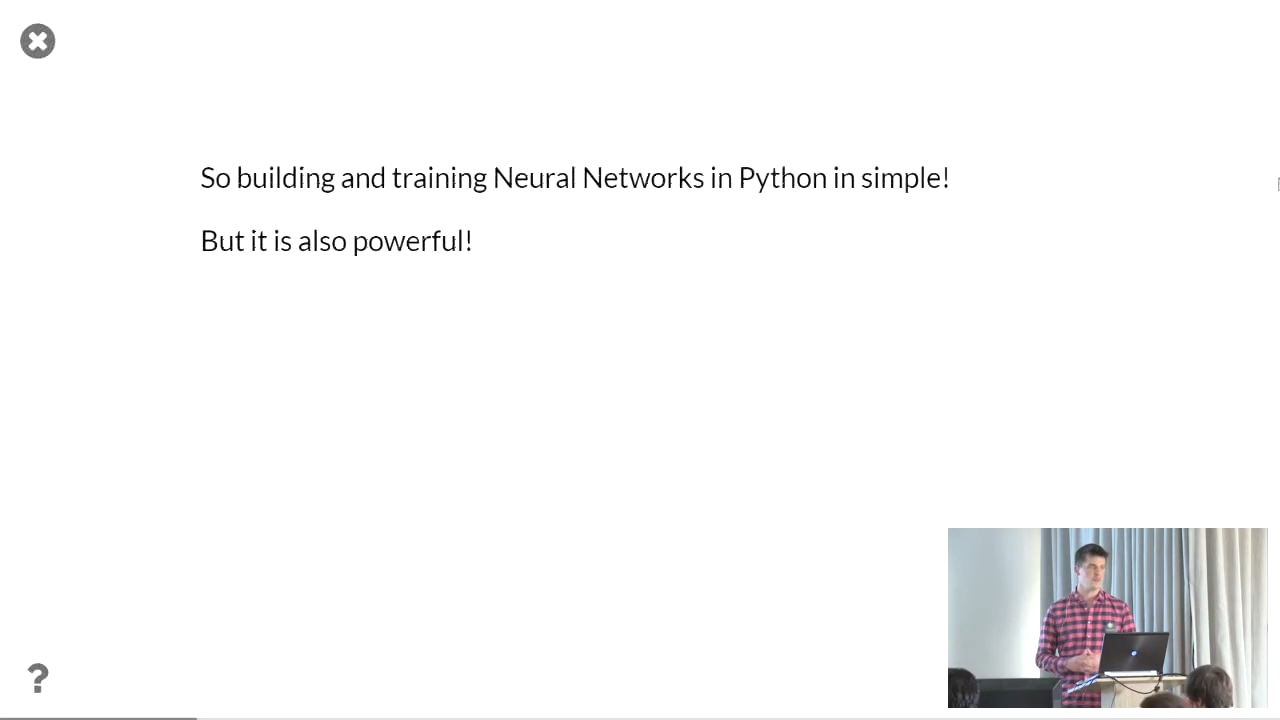 So building and training Neural Networks in Python in simple!
But it is also powerful!
?